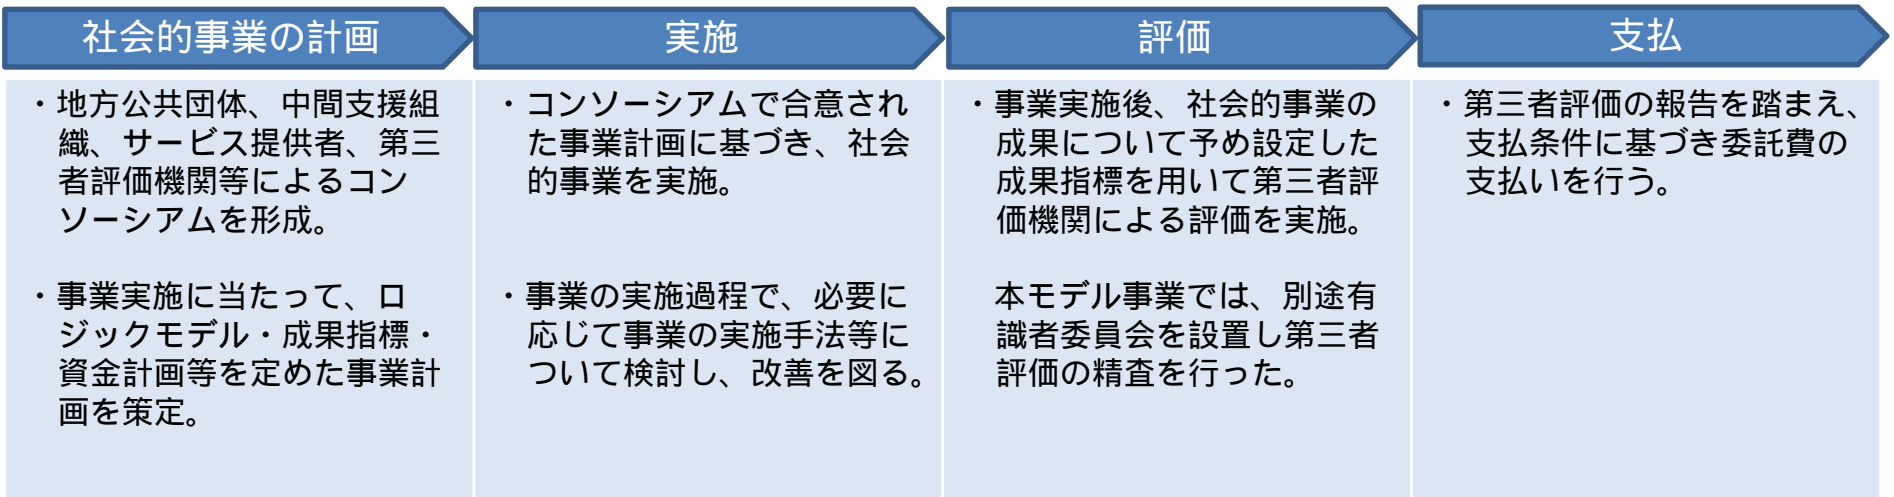 社会的事業の計画
・地方公共団体、中間支援組
織、サービス提供者、第三
者評価機関等によるコン
ソーシアムを形成。
・事業実施に当たって、ロ
ジックモデル・成果指標・
資金計画等を定めた事業計
画を策定。
実施
・コンソーシアムで合意され
た事業計画に基づき、社会
的事業を実施。
・事業の実施過程で、必要に
応じて事業の実施手法等に
ついて検討し、改善を図る。
評価
・事業実施後、社会的事業の
成果について予め設定した
成果指標を用いて第三者評
価機関による評価を実施。
本モデル事業では、別途有
識者委員会を設置し第三者
評価の精査を行った。
支払
・第三者評価の報告を踏まえ、
支払条件に基づき委託費の
支払いを行う。